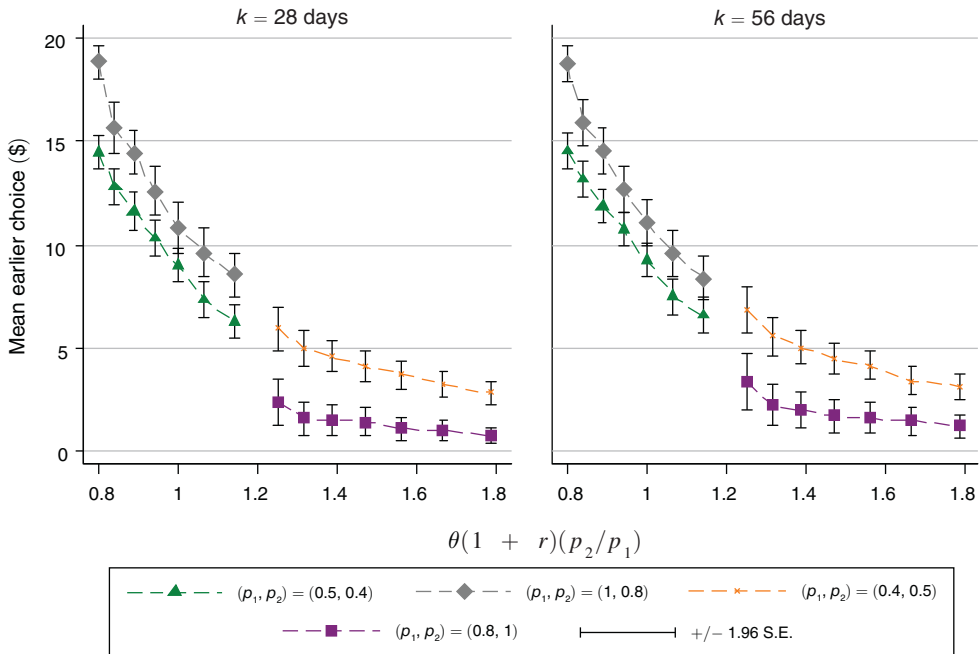 k = 28 days
k = 56 days
Mean earlier choice ($)
20
15
10
5
0
0.8 1 1.2 1.4 1.6 1.8
0.8 1 1.2 1.4 1.6 1.8
θ(1 + r)(p₂/p₁)
(p₁, p₂) = (0.5, 0.4) (p₁, p₂) = (1, 0.8) (p₁, p₂) = (0.4, 0.5)
(p₁, p₂) = (0.8, 1) +/− 1.96 S.E.